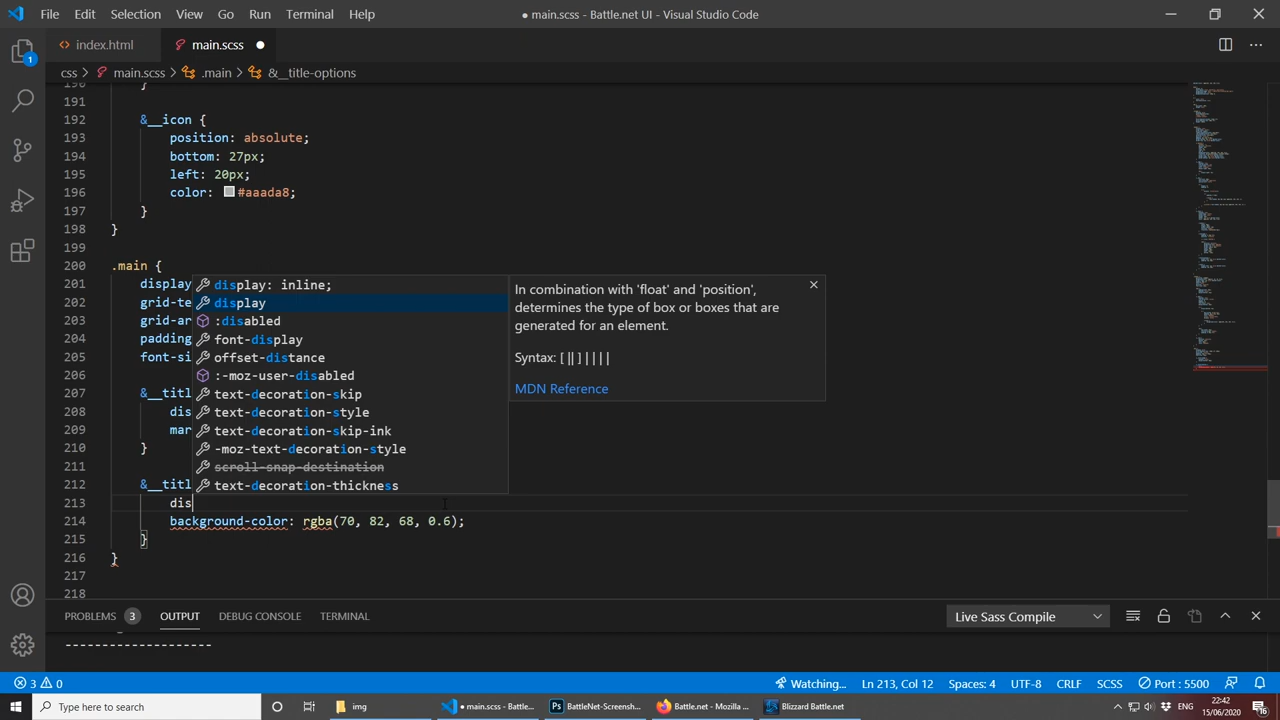 File Edit Selection View Go Run Terminal Help
● main.scss - Battle.net UI - Visual Studio Code
index.html main.scss
css > main.scss > .main > &__title-options
1
190 }
191
192 &__icon {
193 position: absolute;
194 bottom: 27px;
195 left: 20px;
196 color: #aaada8;
197 }
198 }
199
200 .main {
201 display
202 grid-te
203 grid-ar
204 padding
205 font-si
206
207 &__titl
208 dis
209 mar
210 }
211
212 &__titl
213 dis
214 background-color: rgba(70, 82, 68, 0.6);
215 }
216 }
217
218
display: inline;
display
:disabled
font-display
offset-distance
:-moz-user-disabled
text-decoration-skip
text-decoration-style
text-decoration-skip-ink
-moz-text-decoration-style
scroll-snap-destination
text-decoration-thickness
In combination with 'float' and 'position',
determines the type of box or boxes that are
generated for an element.
Syntax: [ || ] | | | | |
MDN Reference
PROBLEMS 3 OUTPUT DEBUG CONSOLE TERMINAL Live Sass Compile
--------------------
3 0 Watching... Ln 213, Col 12 Spaces: 4 UTF-8 CRLF SCSS Port : 5500
Type here to search img main.scss - Battle... BattleNet-Screensh... Battle.net - Mozilla ... Blizzard Battle.net ENG 22:42
15/06/2020